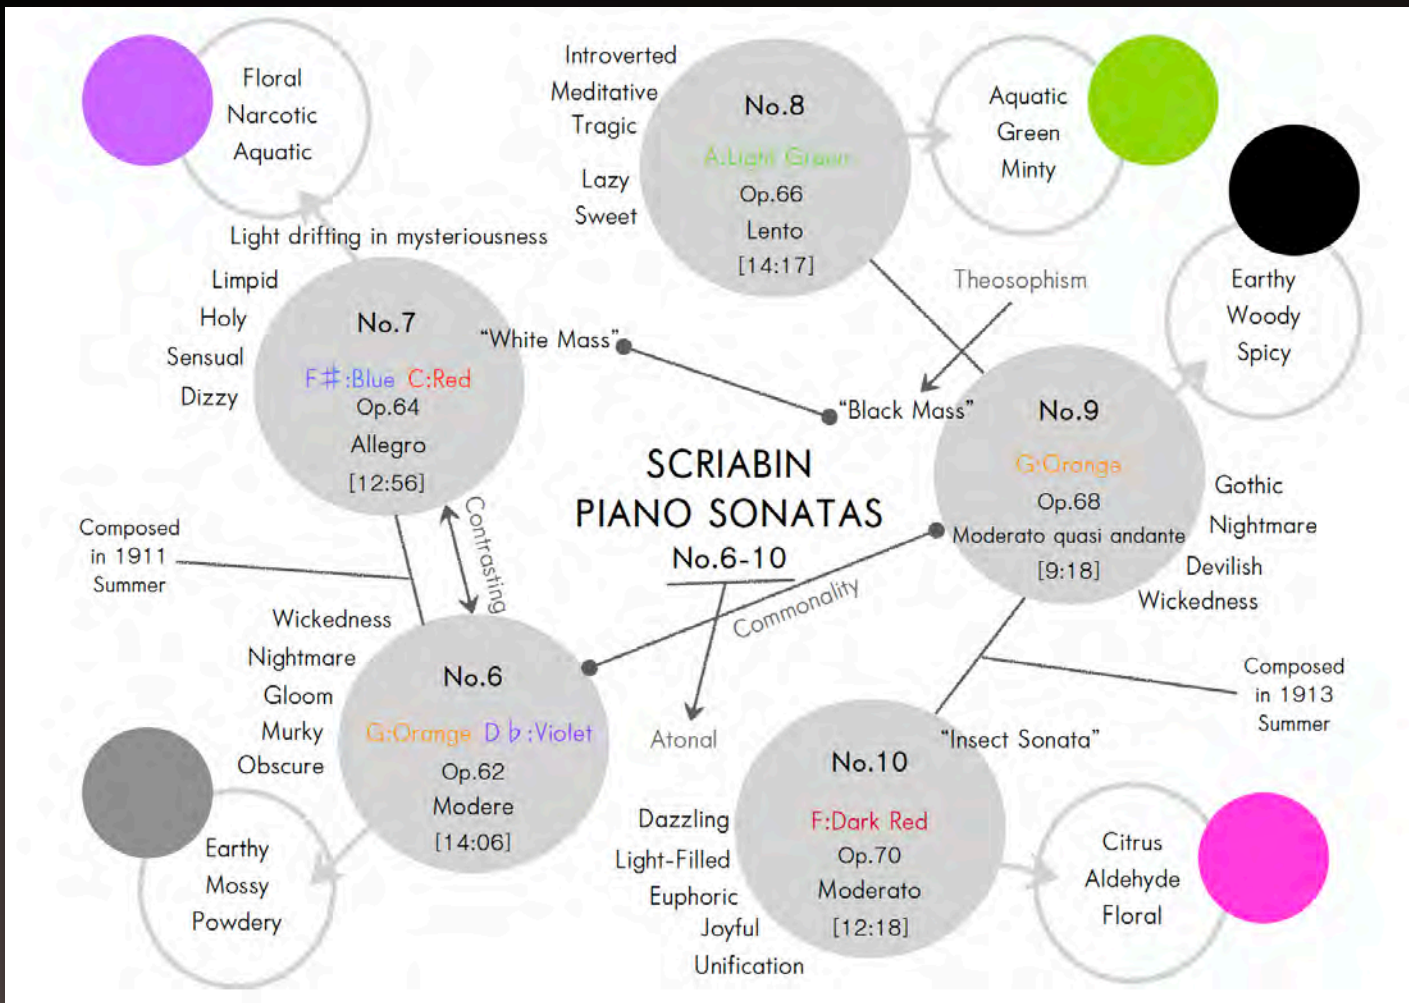 Floral
Narcotic
Aquatic
Light drifting in mysteriousness
Limpid
Holy
Sensual
Dizzy
No.7
F♯:Blue C:Red
Op.64
Allegro
[12:56]
"White Mass"
Introverted
Meditative
Tragic
Lazy
Sweet
No.8
A:Light Green
Op.66
Lento
[14:17]
Aquatic
Green
Minty
Theosophism
"Black Mass"
Earthy
Woody
Spicy
No.9
G:Orange
Op.68
Moderato quasi andante
[9:18]
Gothic
Nightmare
Devilish
Wickedness
SCRIABIN
PIANO SONATAS
No.6-10
Contrasting
Commonality
Atonal
Composed
in 1911
Summer
Wickedness
Nightmare
Gloom
Murky
Obscure
No.6
G:Orange D♭:Violet
Op.62
Modere
[14:06]
Earthy
Mossy
Powdery
Composed
in 1913
Summer
"Insect Sonata"
No.10
F:Dark Red
Op.70
Moderato
[12:18]
Dazzling
Light-Filled
Euphoric
Joyful
Unification
Citrus
Aldehyde
Floral